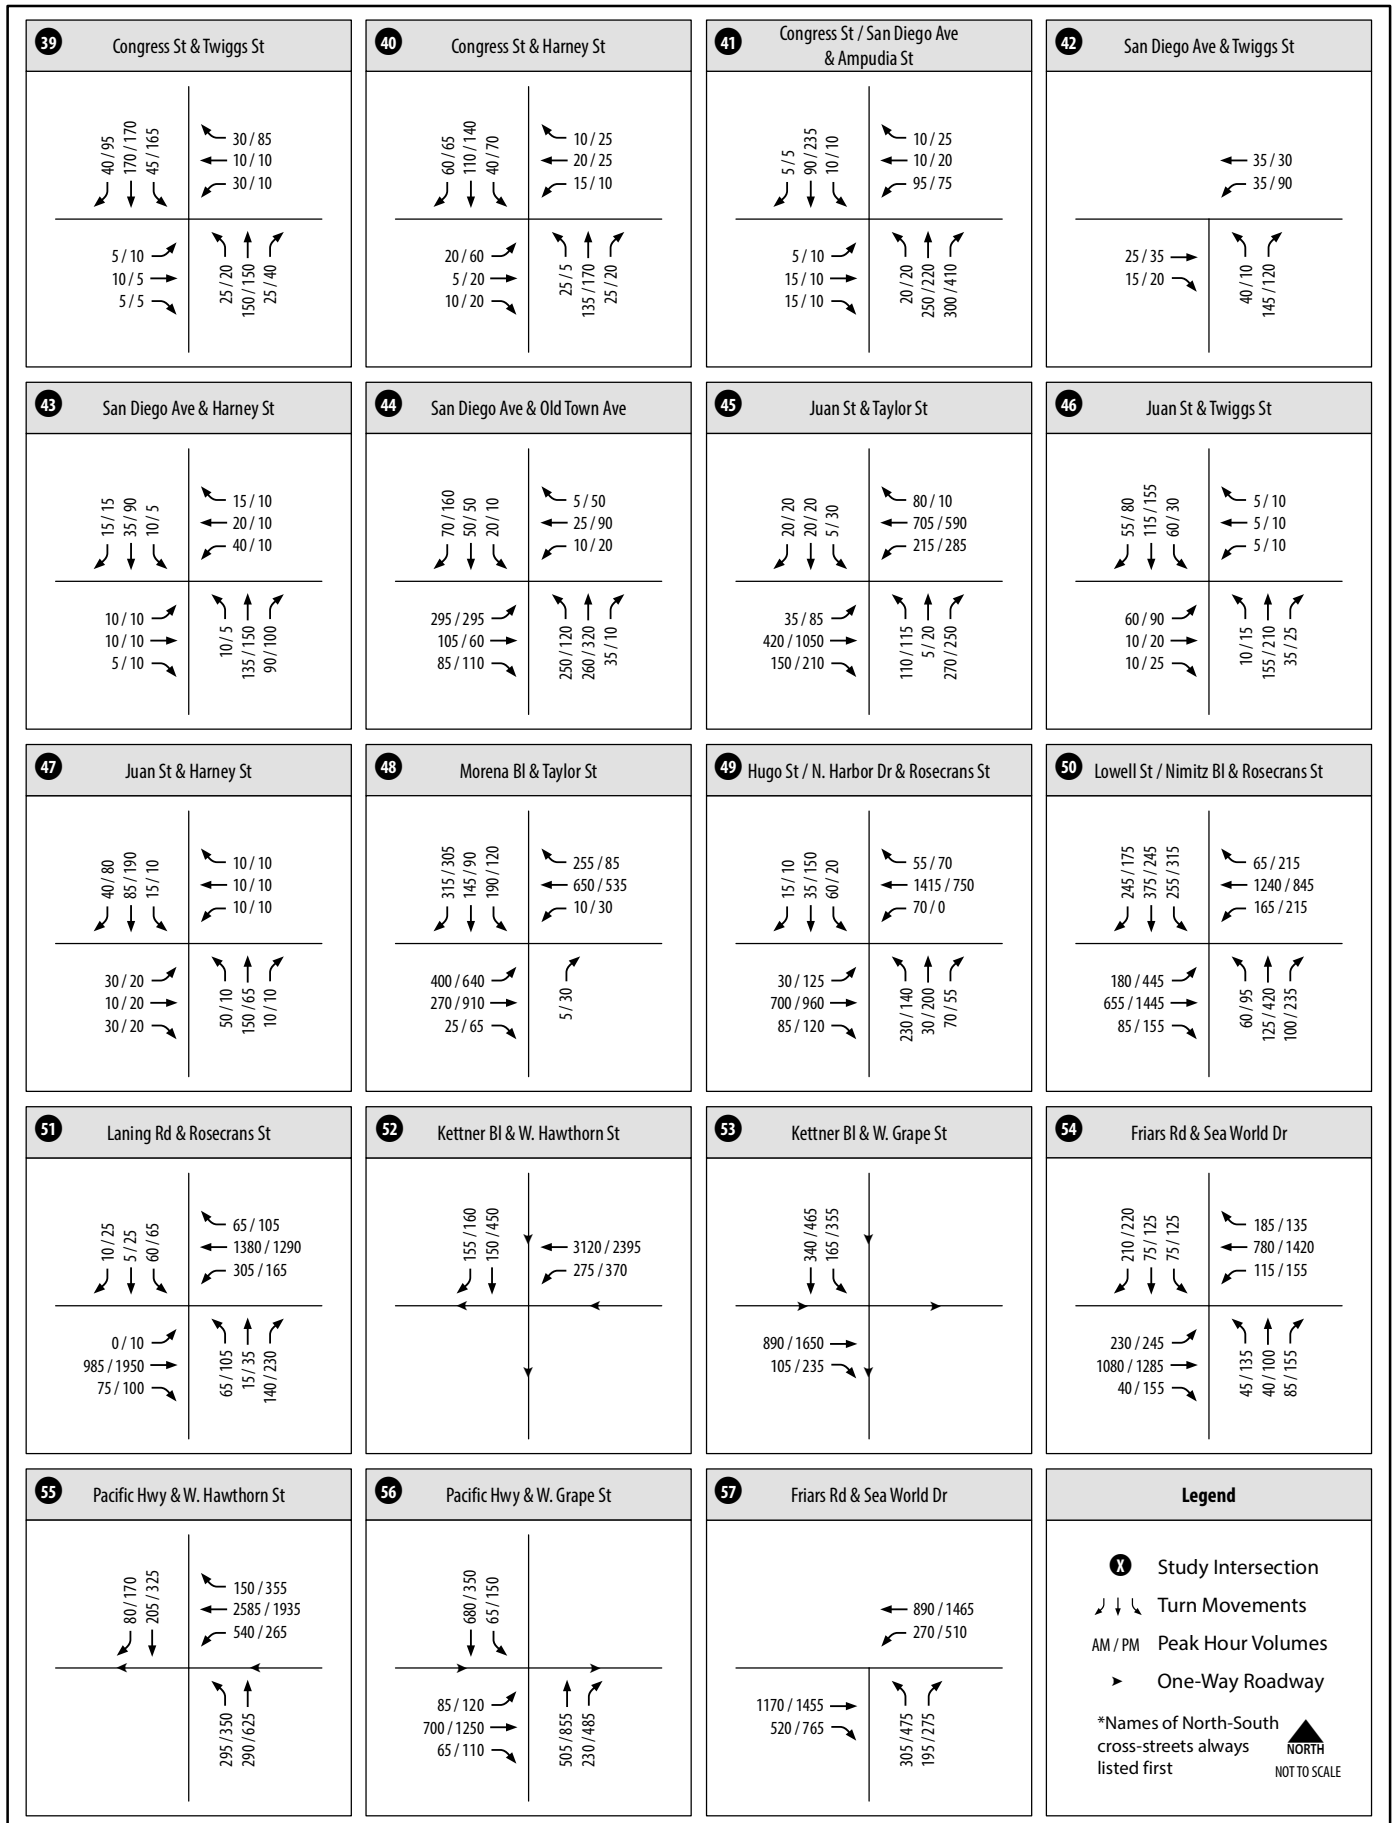 39 Congress St & Twiggs St
40 / 95
170 / 170
45 / 165
30 / 85
10 / 10
30 / 10
5 / 10
10 / 5
5 / 5
25 / 20
150 / 150
25 / 40
40 Congress St & Harney St
60 / 65
110 / 140
40 / 70
10 / 25
20 / 25
15 / 10
20 / 60
5 / 20
10 / 20
25 / 5
135 / 170
25 / 20
41 Congress St / San Diego Ave
& Ampudia St
5 / 5
90 / 235
10 / 10
10 / 25
10 / 20
95 / 75
5 / 10
15 / 10
15 / 10
20 / 20
250 / 220
300 / 410
42 San Diego Ave & Twiggs St
35 / 30
35 / 90
25 / 35
15 / 20
40 / 10
145 / 120
43 San Diego Ave & Harney St
15 / 15
35 / 90
10 / 5
15 / 10
20 / 10
40 / 10
10 / 10
10 / 10
5 / 10
10 / 5
135 / 150
90 / 100
44 San Diego Ave & Old Town Ave
70 / 160
50 / 50
20 / 10
5 / 50
25 / 90
10 / 20
295 / 295
105 / 60
85 / 110
250 / 120
260 / 320
35 / 10
45 Juan St & Taylor St
20 / 20
20 / 20
5 / 30
80 / 10
705 / 590
215 / 285
35 / 85
420 / 1050
150 / 210
110 / 115
5 / 20
270 / 250
46 Juan St & Twiggs St
55 / 80
115 / 155
60 / 30
5 / 10
5 / 10
5 / 10
60 / 90
10 / 20
10 / 25
10 / 15
155 / 210
35 / 25
47 Juan St & Harney St
40 / 80
85 / 190
15 / 10
10 / 10
10 / 10
10 / 10
30 / 20
10 / 20
30 / 20
50 / 10
150 / 65
10 / 10
48 Morena Bl & Taylor St
315 / 305
145 / 90
190 / 120
255 / 85
650 / 535
10 / 30
400 / 640
270 / 910
25 / 65
5 / 30
49 Hugo St / N. Harbor Dr & Rosecrans St
15 / 10
35 / 150
60 / 20
55 / 70
1415 / 750
70 / 0
30 / 125
700 / 960
85 / 120
230 / 140
30 / 200
70 / 55
50 Lowell St / Nimitz Bl & Rosecrans St
245 / 175
375 / 245
255 / 315
65 / 215
1240 / 845
165 / 215
180 / 445
655 / 1445
85 / 155
60 / 95
125 / 420
100 / 235
51 Laning Rd & Rosecrans St
10 / 25
5 / 25
60 / 65
65 / 105
1380 / 1290
305 / 165
0 / 10
985 / 1950
75 / 100
65 / 105
15 / 35
140 / 230
52 Kettner Bl & W. Hawthorn St
155 / 160
150 / 450
3120 / 2395
275 / 370
53 Kettner Bl & W. Grape St
340 / 465
165 / 355
890 / 1650
105 / 235
54 Friars Rd & Sea World Dr
210 / 220
75 / 125
75 / 125
185 / 135
780 / 1420
115 / 155
230 / 245
1080 / 1285
40 / 155
45 / 135
40 / 100
85 / 155
55 Pacific Hwy & W. Hawthorn St
80 / 170
205 / 325
150 / 355
2585 / 1935
540 / 265
295 / 350
290 / 625
56 Pacific Hwy & W. Grape St
680 / 350
65 / 150
85 / 120
700 / 1250
65 / 110
505 / 855
230 / 485
57 Friars Rd & Sea World Dr
890 / 1465
270 / 510
1170 / 1455
520 / 765
305 / 475
195 / 275
Legend
X Study Intersection
Turn Movements
AM / PM Peak Hour Volumes
One-Way Roadway
*Names of North-South
cross-streets always
listed first
NORTH
NOT TO SCALE